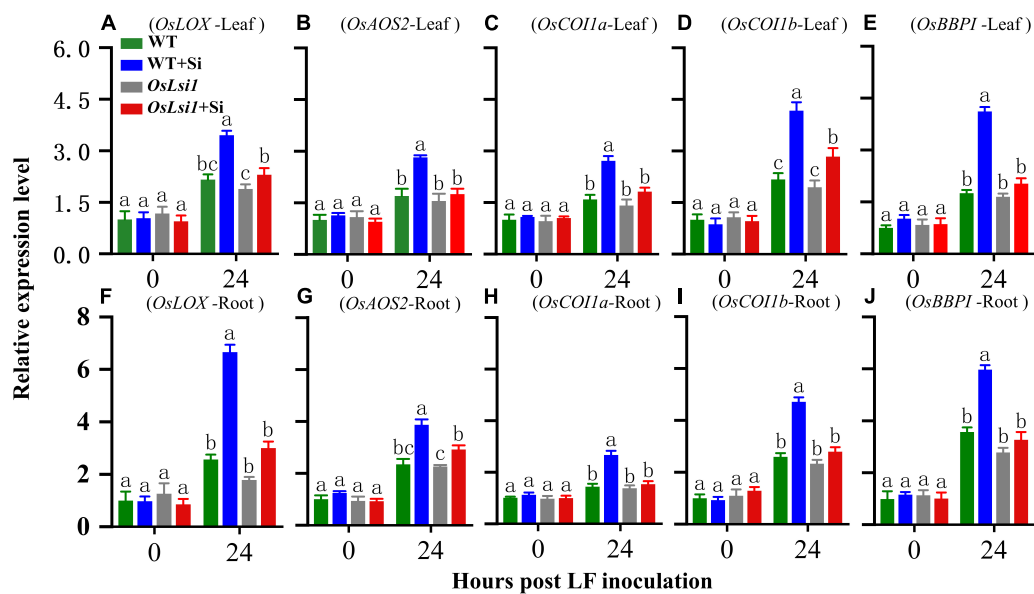 A (OsLOX -Leaf) B (OsAOS2-Leaf) C (OsCOI1a-Leaf) D (OsCOI1b-Leaf) E (OsBBPI -Leaf)
WT
WT+Si
OsLsi1
OsLsi1+Si
6.0
4.5
3.0
1.5
0.0
a a a a bc a c b
a a a a b a b b
a a a a b a b b
a a a a c a c b
a a a a b a b b
0 24 0 24 0 24 0 24 0 24
Relative expression level
F (OsLOX -Root ) G (OsAOS2-Root ) H (OsCOI1a-Root ) I (OsCOI1b-Root ) J (OsBBPI -Root )
8
6
4
2
0
a a a a b a b b
a a a a bc a c b
a a a a b a b b
a a a a b a b b
a a a a b a b b
0 24 0 24 0 24 0 24 0 24
Hours post LF inoculation